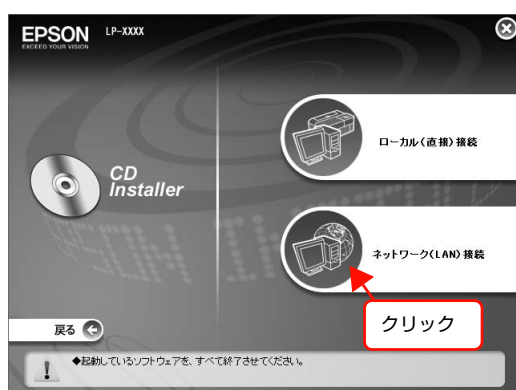 EPSON
EXCEED YOUR VISION
LP-XXXX
ローカル(直接)接続
CD
Installer
ネットワーク(LAN)接続
クリック
戻る
◆起動しているソフトウェアを、すべて終了させてください。